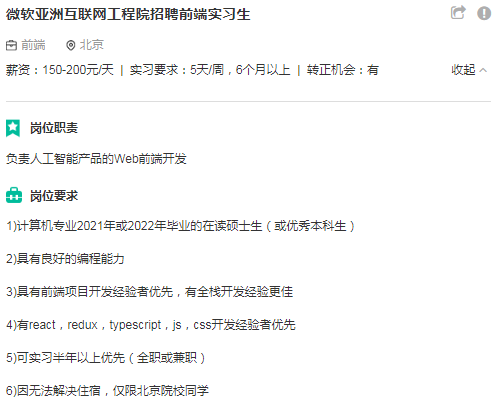 微软亚洲互联网工程院招聘前端实习生
前端 北京
薪资：150-200元/天 | 实习要求：5天/周，6个月以上 | 转正机会：有 收起
岗位职责
负责人工智能产品的Web前端开发
岗位要求
1)计算机专业2021年或2022年毕业的在读硕士生（或优秀本科生）
2)具有良好的编程能力
3)具有前端项目开发经验者优先，有全栈开发经验更佳
4)有react，redux，typescript，js，css开发经验者优先
5)可实习半年以上优先（全职或兼职）
6)因无法解决住宿，仅限北京院校同学